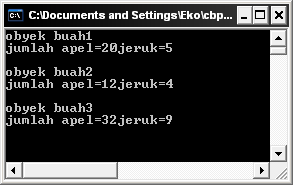 C:\Documents and Settings\Eko\cbp...
obyek buah1
jumlah apel=20jeruk=5
obyek buah2
jumlah apel=12jeruk=4
obyek buah3
jumlah apel=32jeruk=9